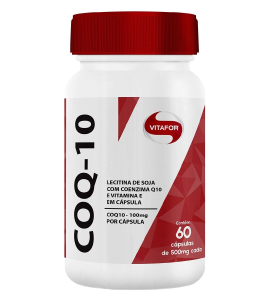 VITAFOR
COQ-10
LECITINA DE SOJA
COM COENZIMA Q10
E VITAMINA E
EM CÁPSULA
COQ10 - 100mg
POR CÁPSULA
Contém:
60
cápsulas
de 500mg cada